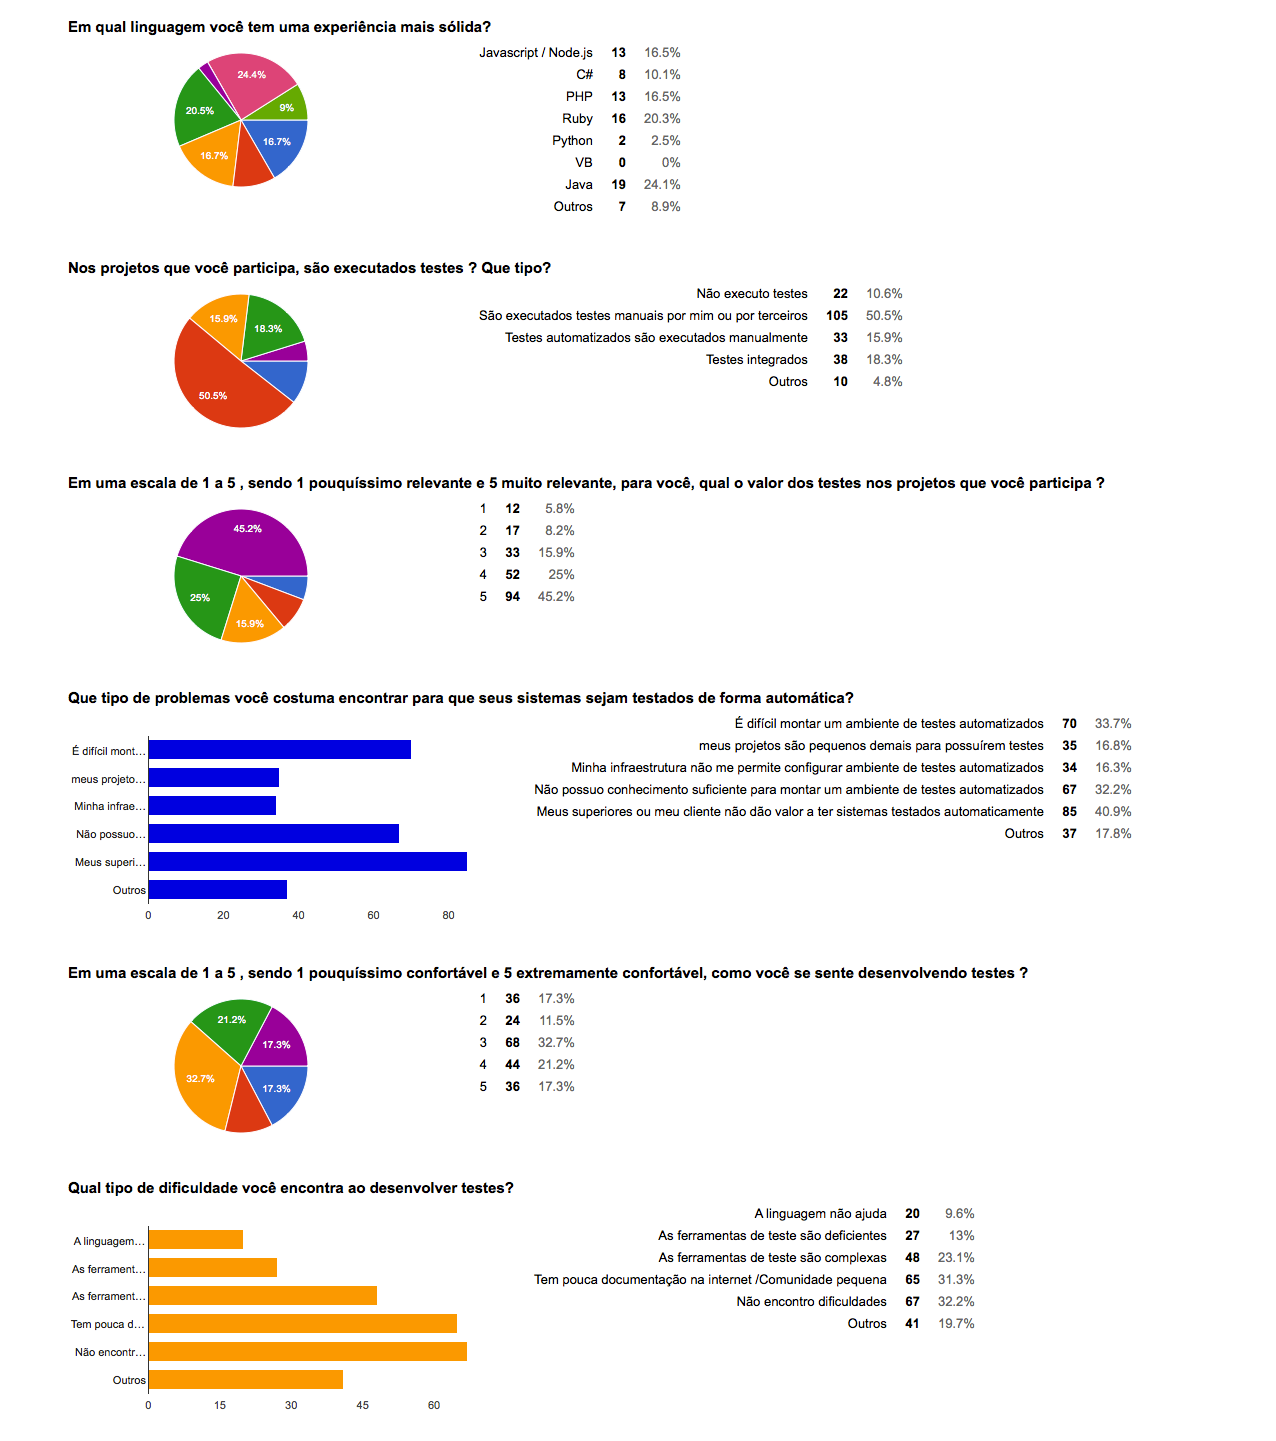 Em qual linguagem você tem uma experiência mais sólida?
24.4%
9%
20.5%
16.7%
16.7%
Javascript / Node.js 13 16.5%
C# 8 10.1%
PHP 13 16.5%
Ruby 16 20.3%
Python 2 2.5%
VB 0 0%
Java 19 24.1%
Outros 7 8.9%
Nos projetos que você participa, são executados testes ? Que tipo?
15.9%
18.3%
50.5%
Não executo testes 22 10.6%
São executados testes manuais por mim ou por terceiros 105 50.5%
Testes automatizados são executados manualmente 33 15.9%
Testes integrados 38 18.3%
Outros 10 4.8%
Em uma escala de 1 a 5 , sendo 1 pouquíssimo relevante e 5 muito relevante, para você, qual o valor dos testes nos projetos que você participa ?
45.2%
25%
15.9%
1 12 5.8%
2 17 8.2%
3 33 15.9%
4 52 25%
5 94 45.2%
Que tipo de problemas você costuma encontrar para que seus sistemas sejam testados de forma automática?
É difícil mont...
meus projeto...
Minha infrae...
Não possuo...
Meus superi...
Outros
0 20 40 60 80
É difícil montar um ambiente de testes automatizados 70 33.7%
meus projetos são pequenos demais para possuírem testes 35 16.8%
Minha infraestrutura não me permite configurar ambiente de testes automatizados 34 16.3%
Não possuo conhecimento suficiente para montar um ambiente de testes automatizados 67 32.2%
Meus superiores ou meu cliente não dão valor a ter sistemas testados automaticamente 85 40.9%
Outros 37 17.8%
Em uma escala de 1 a 5 , sendo 1 pouquíssimo confortável e 5 extremamente confortável, como você se sente desenvolvendo testes ?
21.2%
17.3%
32.7%
17.3%
1 36 17.3%
2 24 11.5%
3 68 32.7%
4 44 21.2%
5 36 17.3%
Qual tipo de dificuldade você encontra ao desenvolver testes?
A linguagem...
As ferrament...
As ferrament...
Tem pouca d...
Não encontr...
Outros
0 15 30 45 60
A linguagem não ajuda 20 9.6%
As ferramentas de teste são deficientes 27 13%
As ferramentas de teste são complexas 48 23.1%
Tem pouca documentação na internet /Comunidade pequena 65 31.3%
Não encontro dificuldades 67 32.2%
Outros 41 19.7%